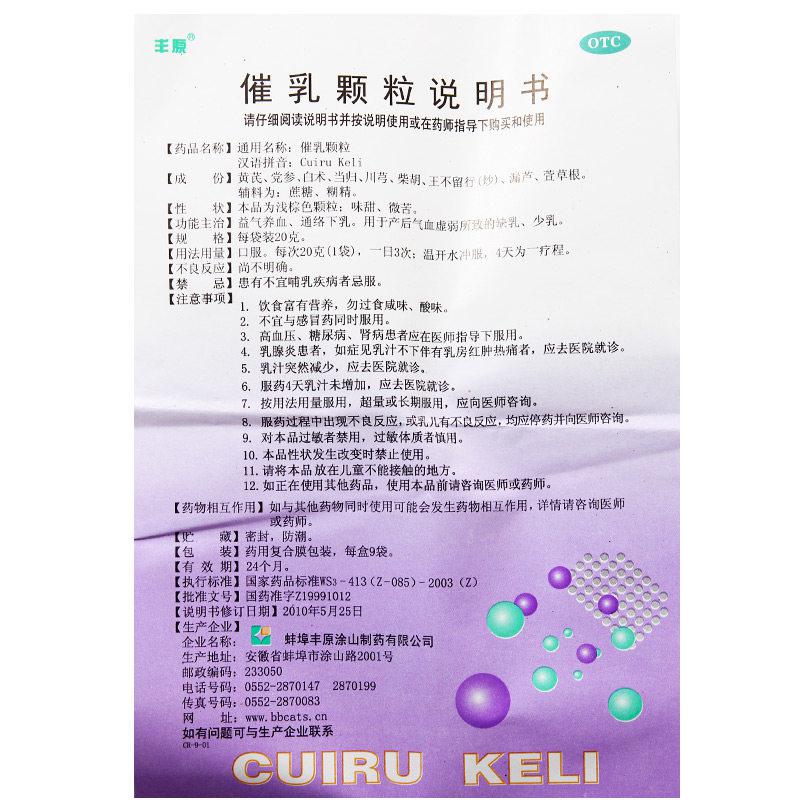 丰原®
OTC
催乳颗粒说明书
请仔细阅读说明书并按说明使用或在药师指导下购买和使用
【药品名称】通用名称：催乳颗粒
汉语拼音：Cuiru Keli
【成 份】黄芪、党参、白术、当归、川芎、柴胡、王不留行(炒)、漏芦、萱草根。
辅料为：蔗糖、糊精。
【性 状】本品为浅棕色颗粒；味甜、微苦。
【功能主治】益气养血、通络下乳。用于产后气血虚弱所致的缺乳、少乳。
【规 格】每袋装20克。
【用法用量】口服。每次20克(1袋)，一日3次；温开水冲服，4天为一疗程。
【不良反应】尚不明确。
【禁 忌】患有不宜哺乳疾病者忌服。
【注意事项】
1. 饮食富有营养，勿过食咸味、酸味。
2. 不宜与感冒药同时服用。
3. 高血压、糖尿病、肾病患者应在医师指导下服用。
4. 乳腺炎患者，如症见乳汁不下伴有乳房红肿热痛者，应去医院就诊。
5. 乳汁突然减少，应去医院就诊。
6. 服药4天乳汁未增加，应去医院就诊。
7. 按用法用量服用，超量或长期服用，应向医师咨询。
8. 服药过程中出现不良反应，或乳儿有不良反应，均应停药并向医师咨询。
9. 对本品过敏者禁用，过敏体质者慎用。
10. 本品性状发生改变时禁止使用。
11. 请将本品放在儿童不能接触的地方。
12. 如正在使用其他药品，使用本品前请咨询医师或药师。
【药物相互作用】如与其他药物同时使用可能会发生药物相互作用，详情请咨询医师
或药师。
【贮 藏】密封，防潮。
【包 装】药用复合膜包装，每盒9袋。
【有 效 期】24个月。
【执行标准】国家药品标准WS₃-413(Z-085)-2003(Z)
【批准文号】国药准字Z19991012
【说明书修订日期】2010年5月25日
【生产企业】
企业名称： 蚌埠丰原涂山制药有限公司
生产地址：安徽省蚌埠市涂山路2001号
邮政编码：233050
电话号码：0552-2870147 2870199
传真号码：0552-2870083
网 址：www.bbcats.cn
如有问题可与生产企业联系
CR-9-01
CUIRU KELI